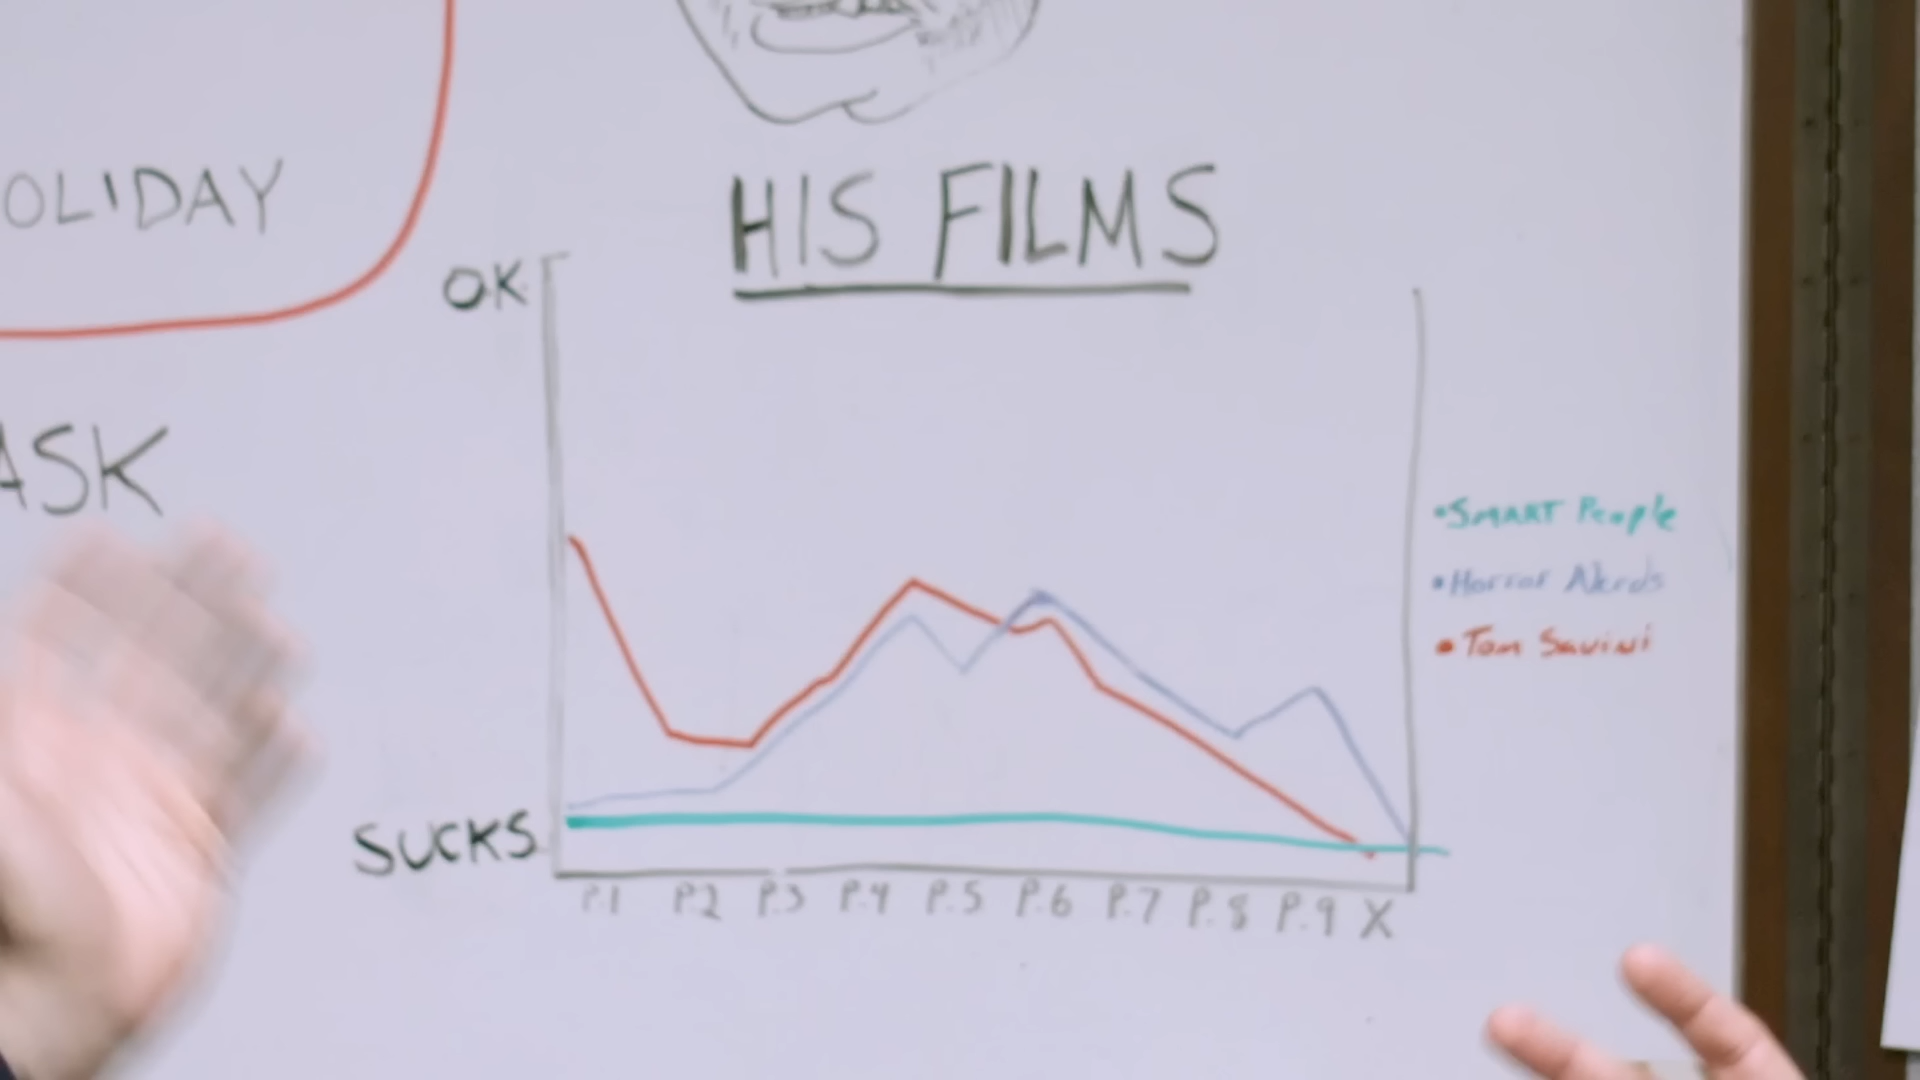 OLIDAY
ASK
HIS FILMS
OK
SUCKS
P.1 P.2 P.3 P.4 P.5 P.6 P.7 P.8 P.9 X
•SMART People
•Horror Nerds
•Tom Savini